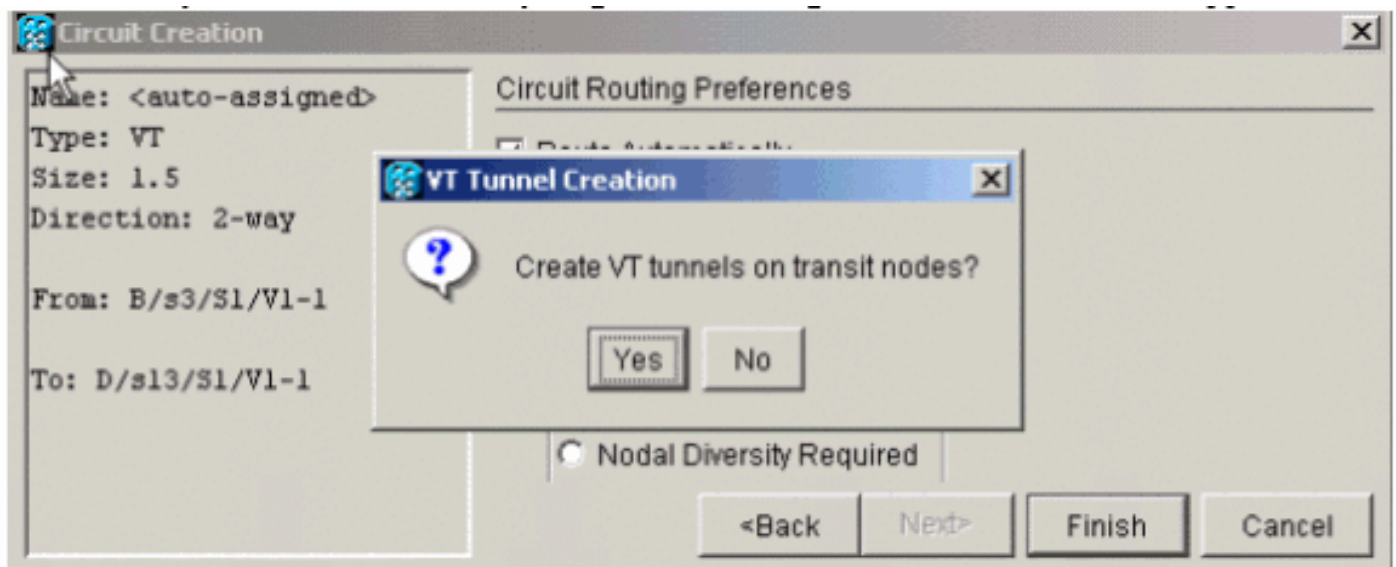 Circuit Creation
Name: <auto-assigned>
Type: VT
Size: 1.5
Direction: 2-way
From: B/s3/S1/V1-1
To: D/s13/S1/V1-1
Circuit Routing Preferences
VT Tunnel Creation
Create VT tunnels on transit nodes?
Yes
No
Nodal Diversity Required
<Back
Next>
Finish
Cancel